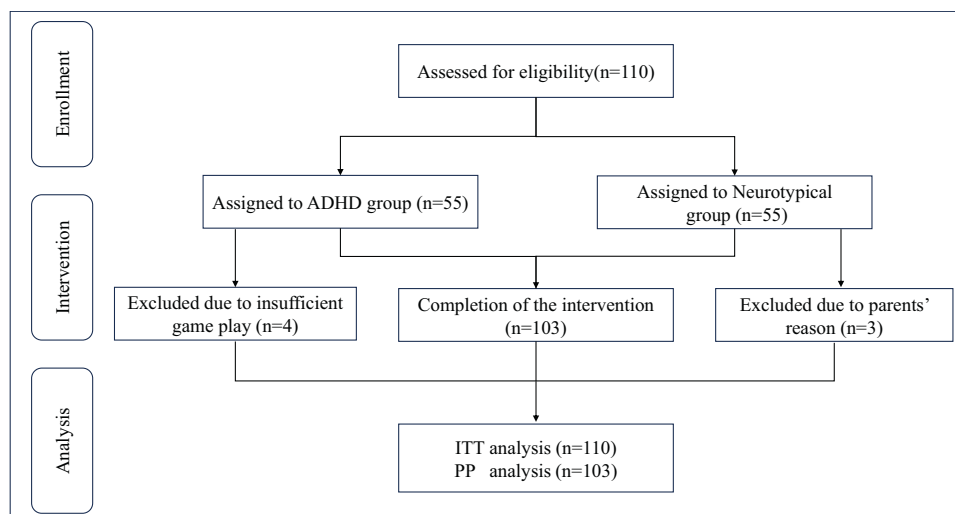 Enrollment
Assessed for eligibility(n=110)
Intervention
Assigned to ADHD group (n=55)
Assigned to Neurotypical
group (n=55)
Excluded due to insufficient
game play (n=4)
Completion of the intervention
(n=103)
Excluded due to parents’
reason (n=3)
Analysis
ITT analysis (n=110)
PP analysis (n=103)